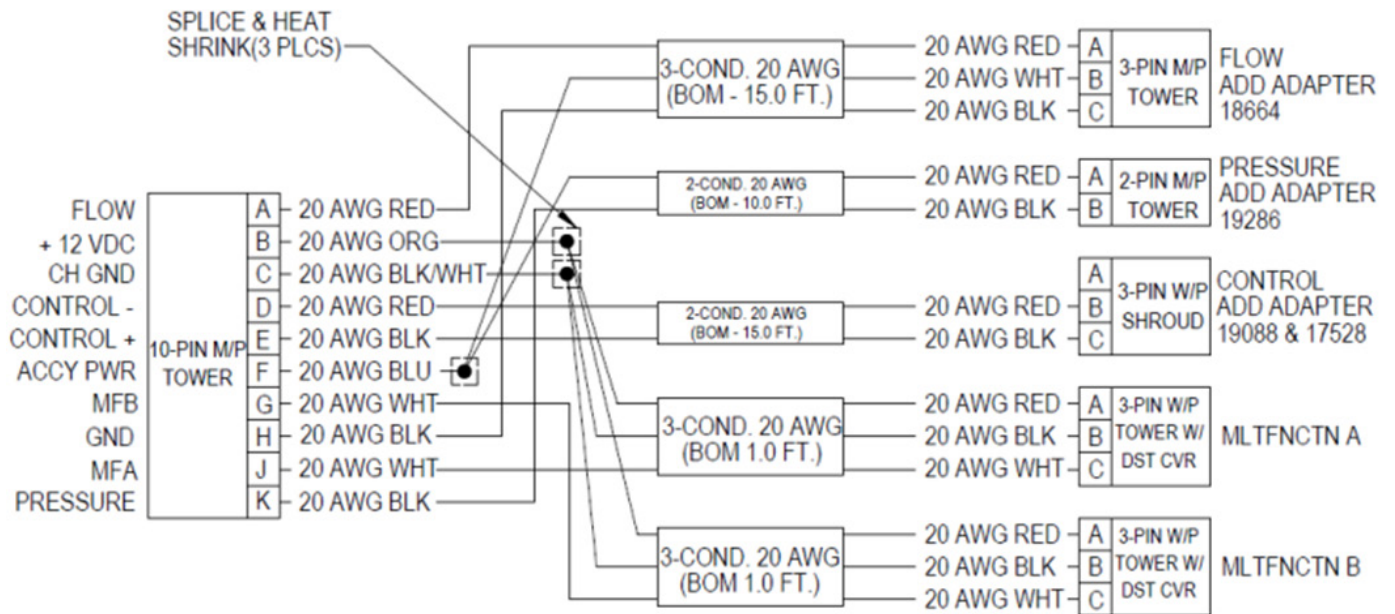 SPLICE & HEAT
SHRINK(3 PLCS)
FLOW
+ 12 VDC
CH GND
CONTROL -
CONTROL +
ACCY PWR
MFB
GND
MFA
PRESSURE
10-PIN M/P
TOWER
A 20 AWG RED
B 20 AWG ORG
C 20 AWG BLK/WHT
D 20 AWG RED
E 20 AWG BLK
F 20 AWG BLU
G 20 AWG WHT
H 20 AWG BLK
J 20 AWG WHT
K 20 AWG BLK
3-COND. 20 AWG
(BOM - 15.0 FT.)
20 AWG RED A
20 AWG WHT B
20 AWG BLK C
3-PIN M/P
TOWER
FLOW
ADD ADAPTER
18664
2-COND. 20 AWG
(BOM - 10.0 FT.)
20 AWG RED A
20 AWG BLK B
2-PIN M/P
TOWER
PRESSURE
ADD ADAPTER
19286
2-COND. 20 AWG
(BOM - 15.0 FT.)
A
20 AWG RED B
20 AWG BLK C
3-PIN W/P
SHROUD
CONTROL
ADD ADAPTER
19088 & 17528
3-COND. 20 AWG
(BOM 1.0 FT.)
20 AWG RED A
20 AWG BLK B
20 AWG WHT C
3-PIN W/P
TOWER W/
DST CVR
MLTFNCTN A
3-COND. 20 AWG
(BOM 1.0 FT.)
20 AWG RED A
20 AWG BLK B
20 AWG WHT C
3-PIN W/P
TOWER W/
DST CVR
MLTFNCTN B